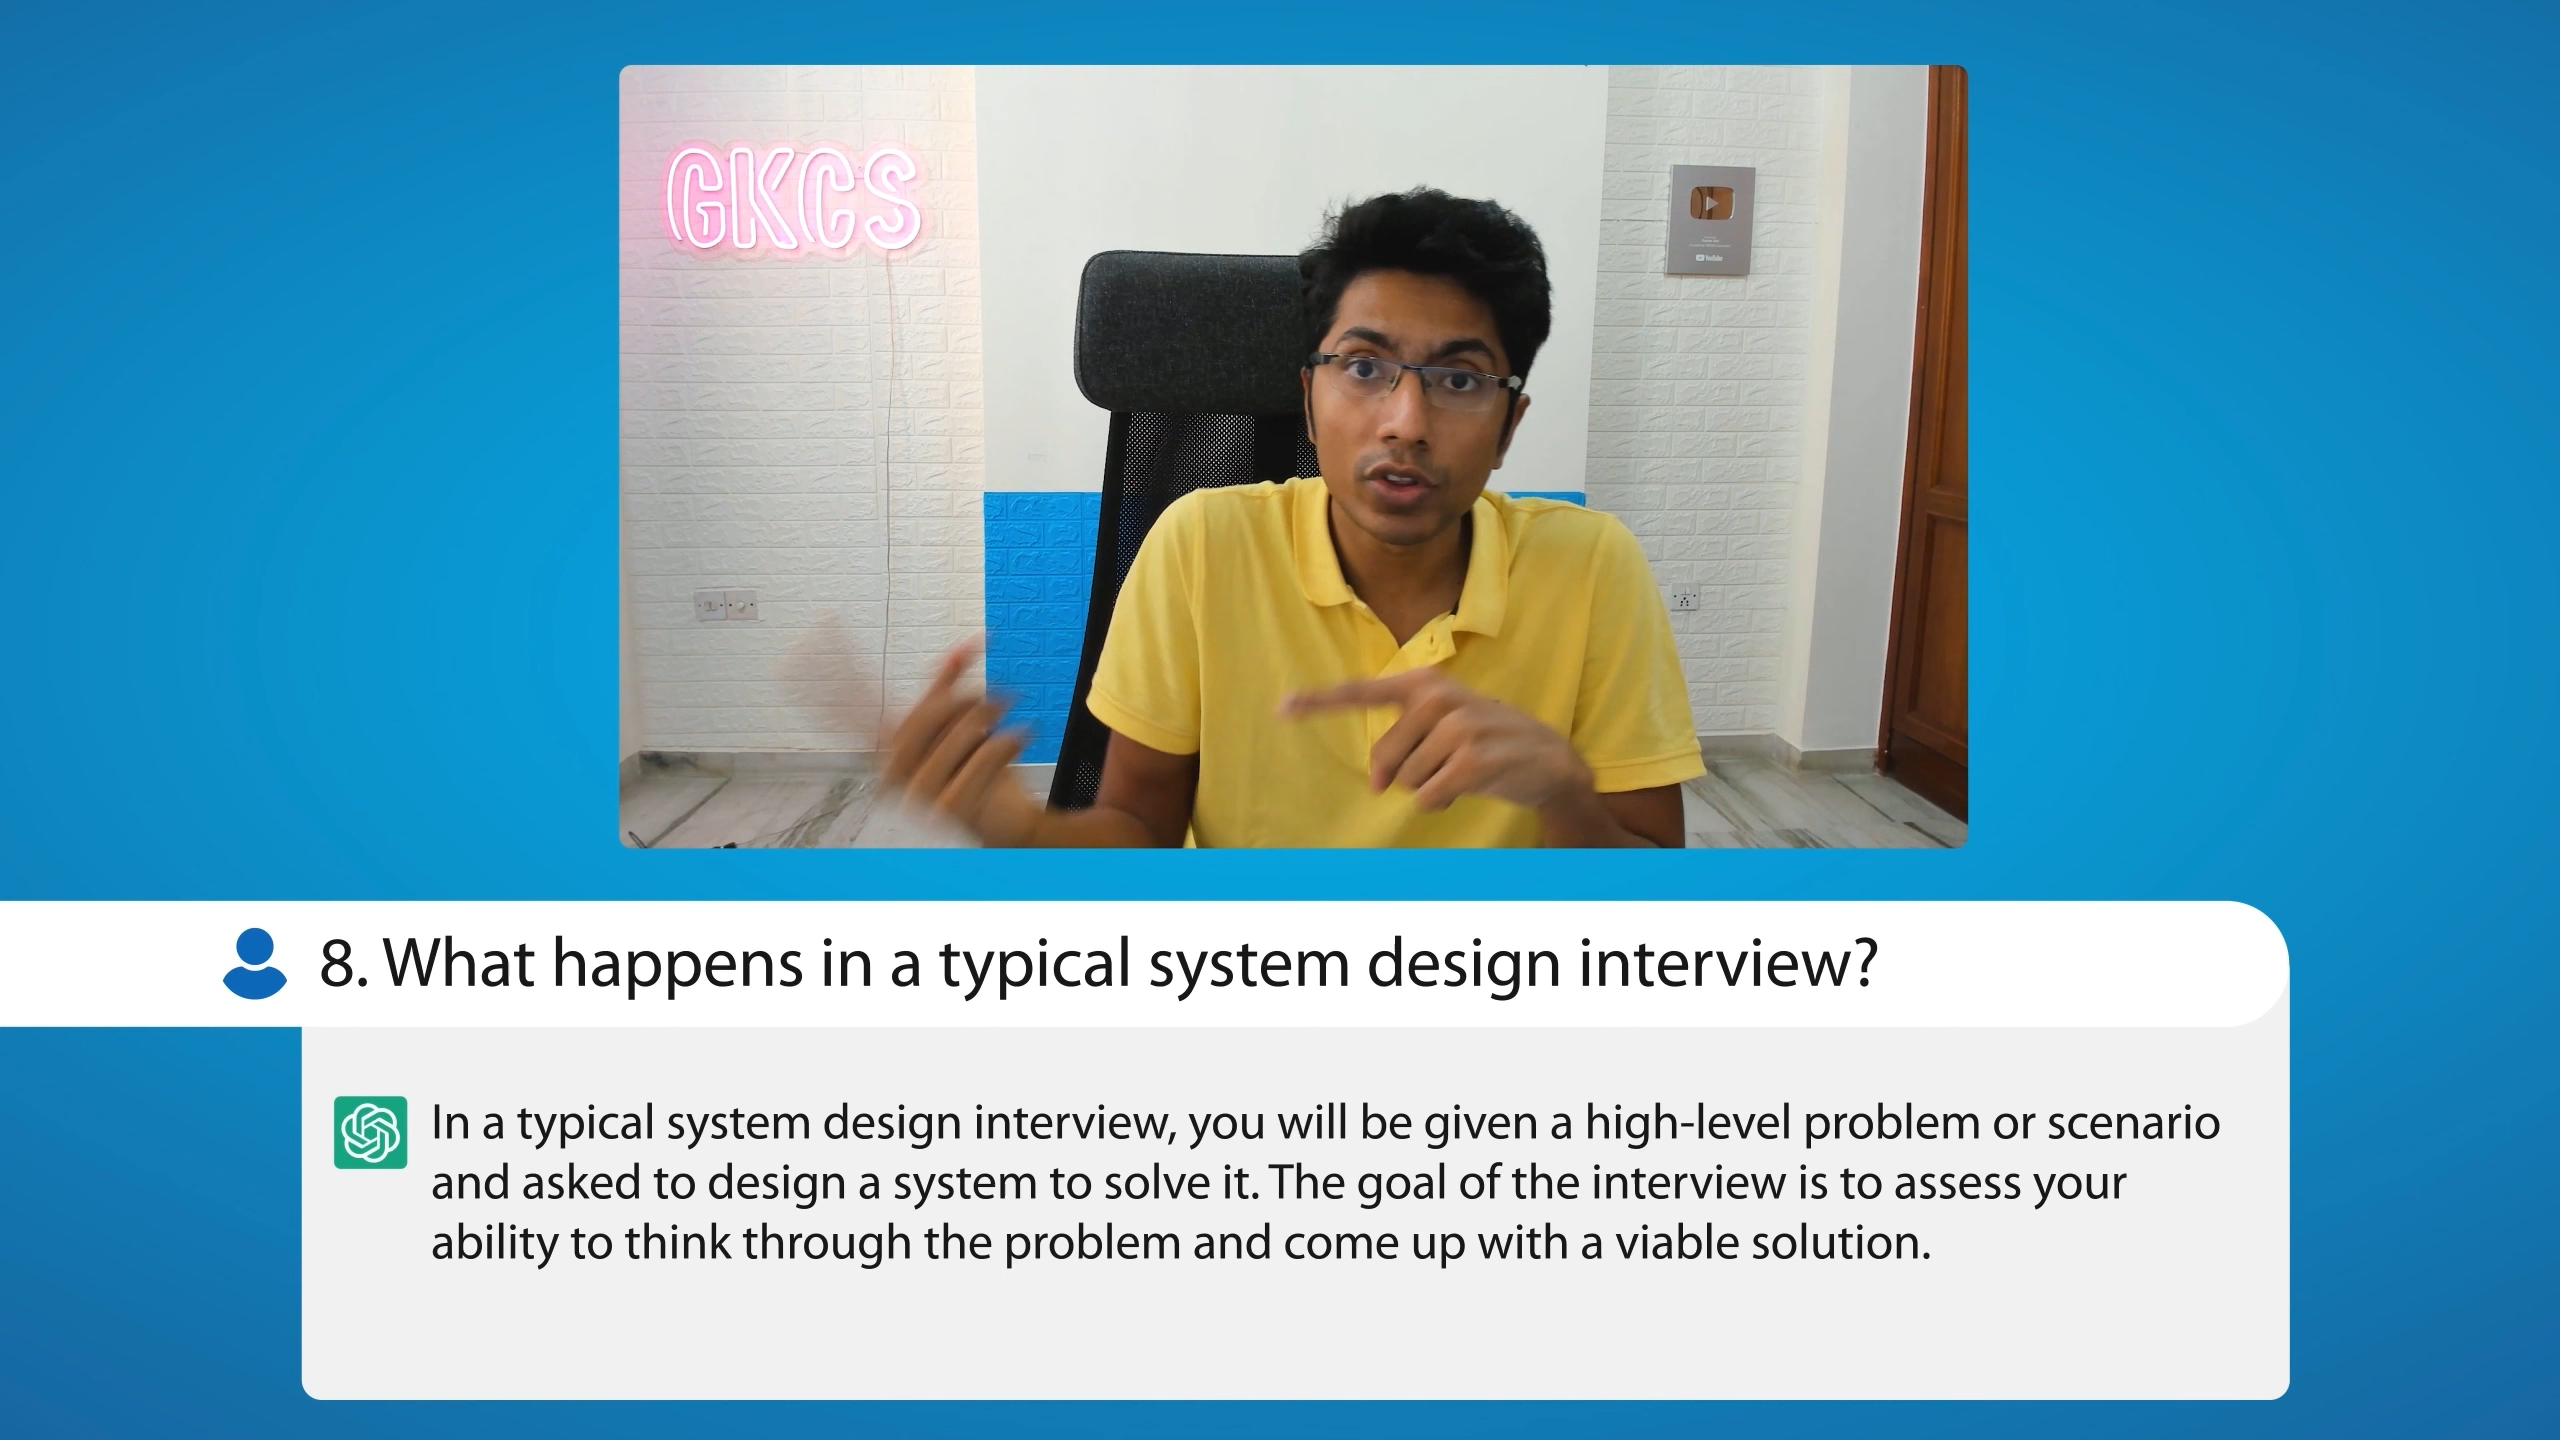 GKCS
YouTube
8. What happens in a typical system design interview?
In a typical system design interview, you will be given a high-level problem or scenario
and asked to design a system to solve it. The goal of the interview is to assess your
ability to think through the problem and come up with a viable solution.